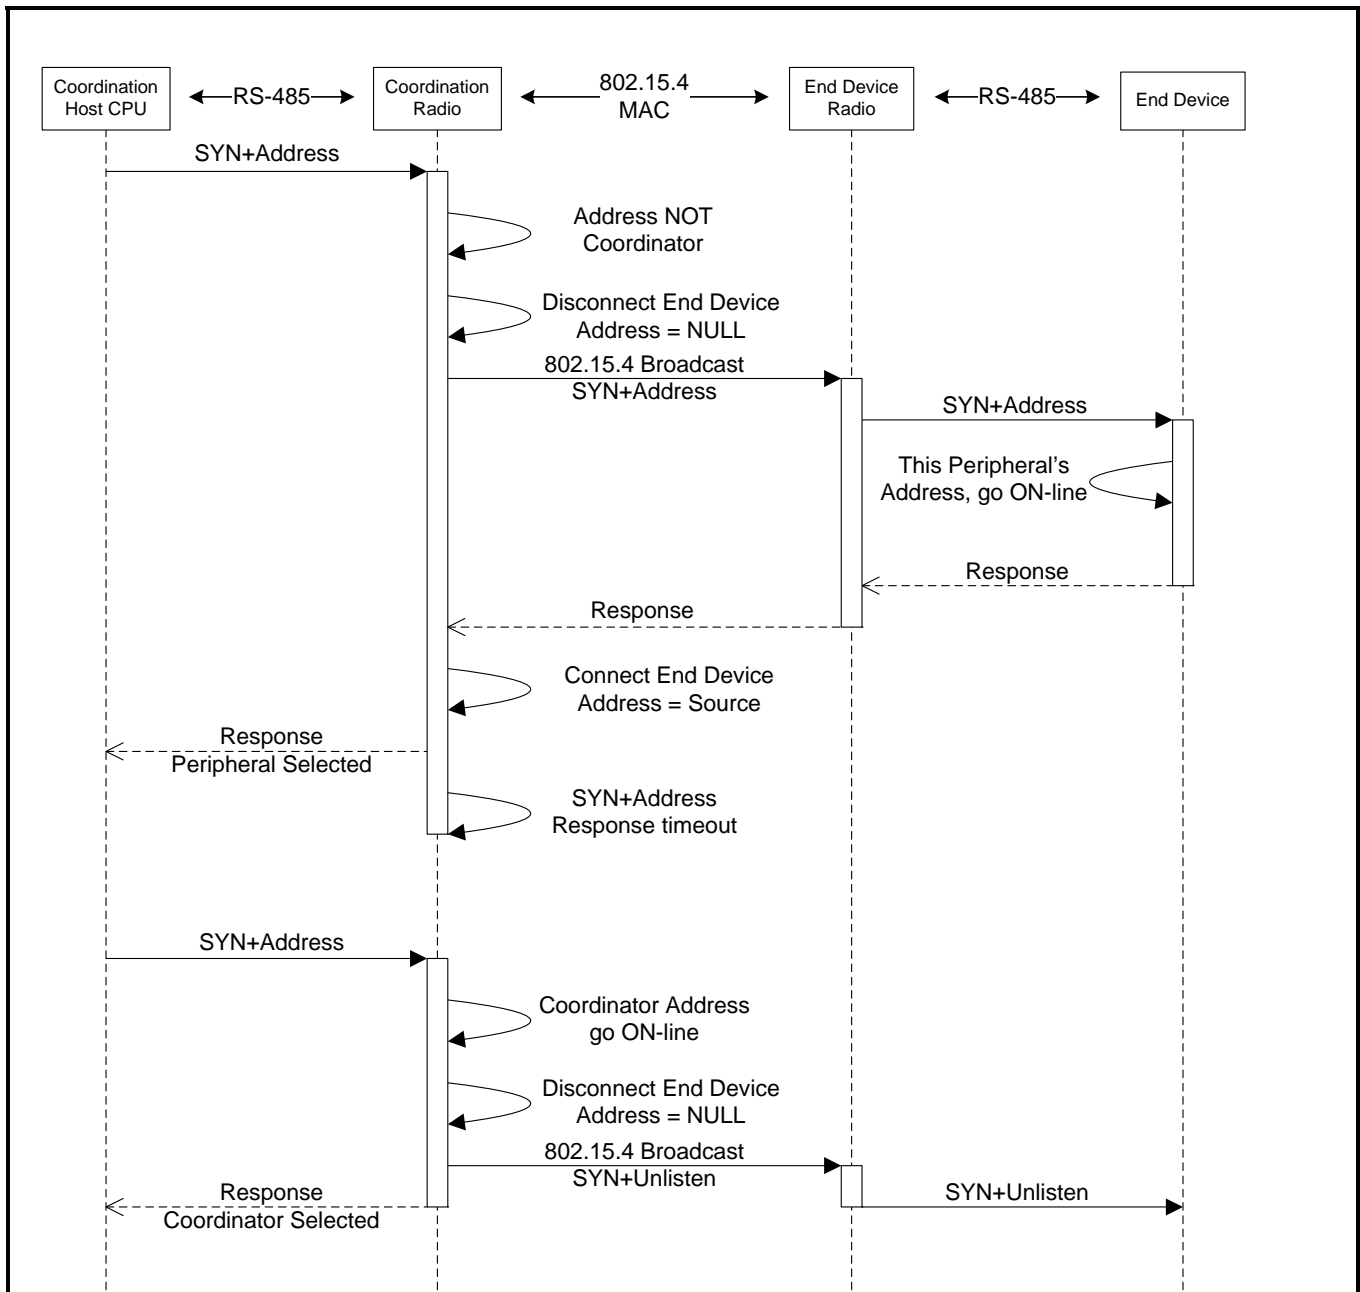 Coordination
Host CPU
RS-485
Coordination
Radio
802.15.4
MAC
End Device
Radio
RS-485
End Device
SYN+Address
Address NOT
Coordinator
Disconnect End Device
Address = NULL
802.15.4 Broadcast
SYN+Address
SYN+Address
This Peripheral's
Address, go ON-line
Response
Response
Connect End Device
Address = Source
Response
Peripheral Selected
SYN+Address
Response timeout
SYN+Address
Coordinator Address
go ON-line
Disconnect End Device
Address = NULL
802.15.4 Broadcast
SYN+Unlisten
Response
Coordinator Selected
SYN+Unlisten